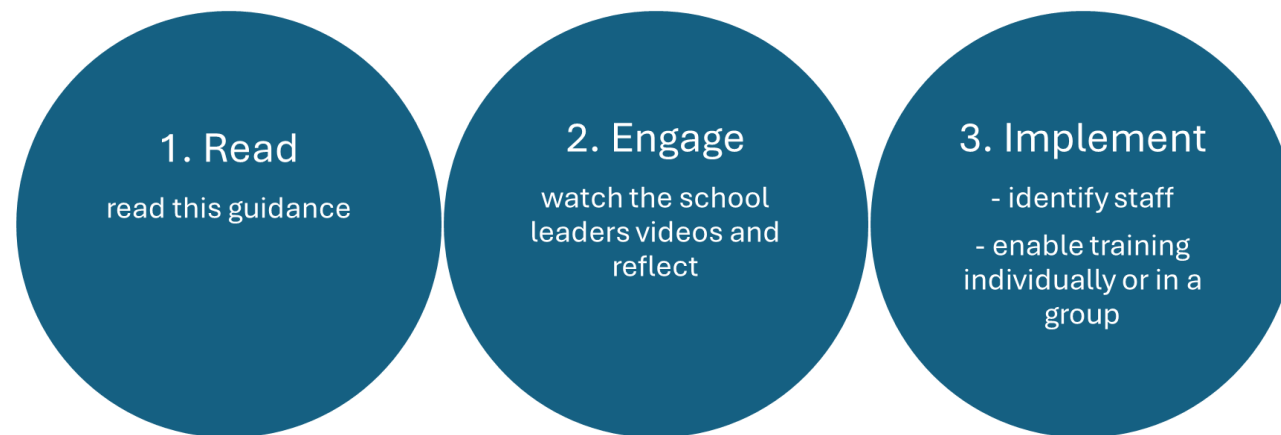 1. Read
read this guidance
2. Engage
watch the school
leaders videos and
reflect
3. Implement
- identify staff
- enable training
individually or in a
group